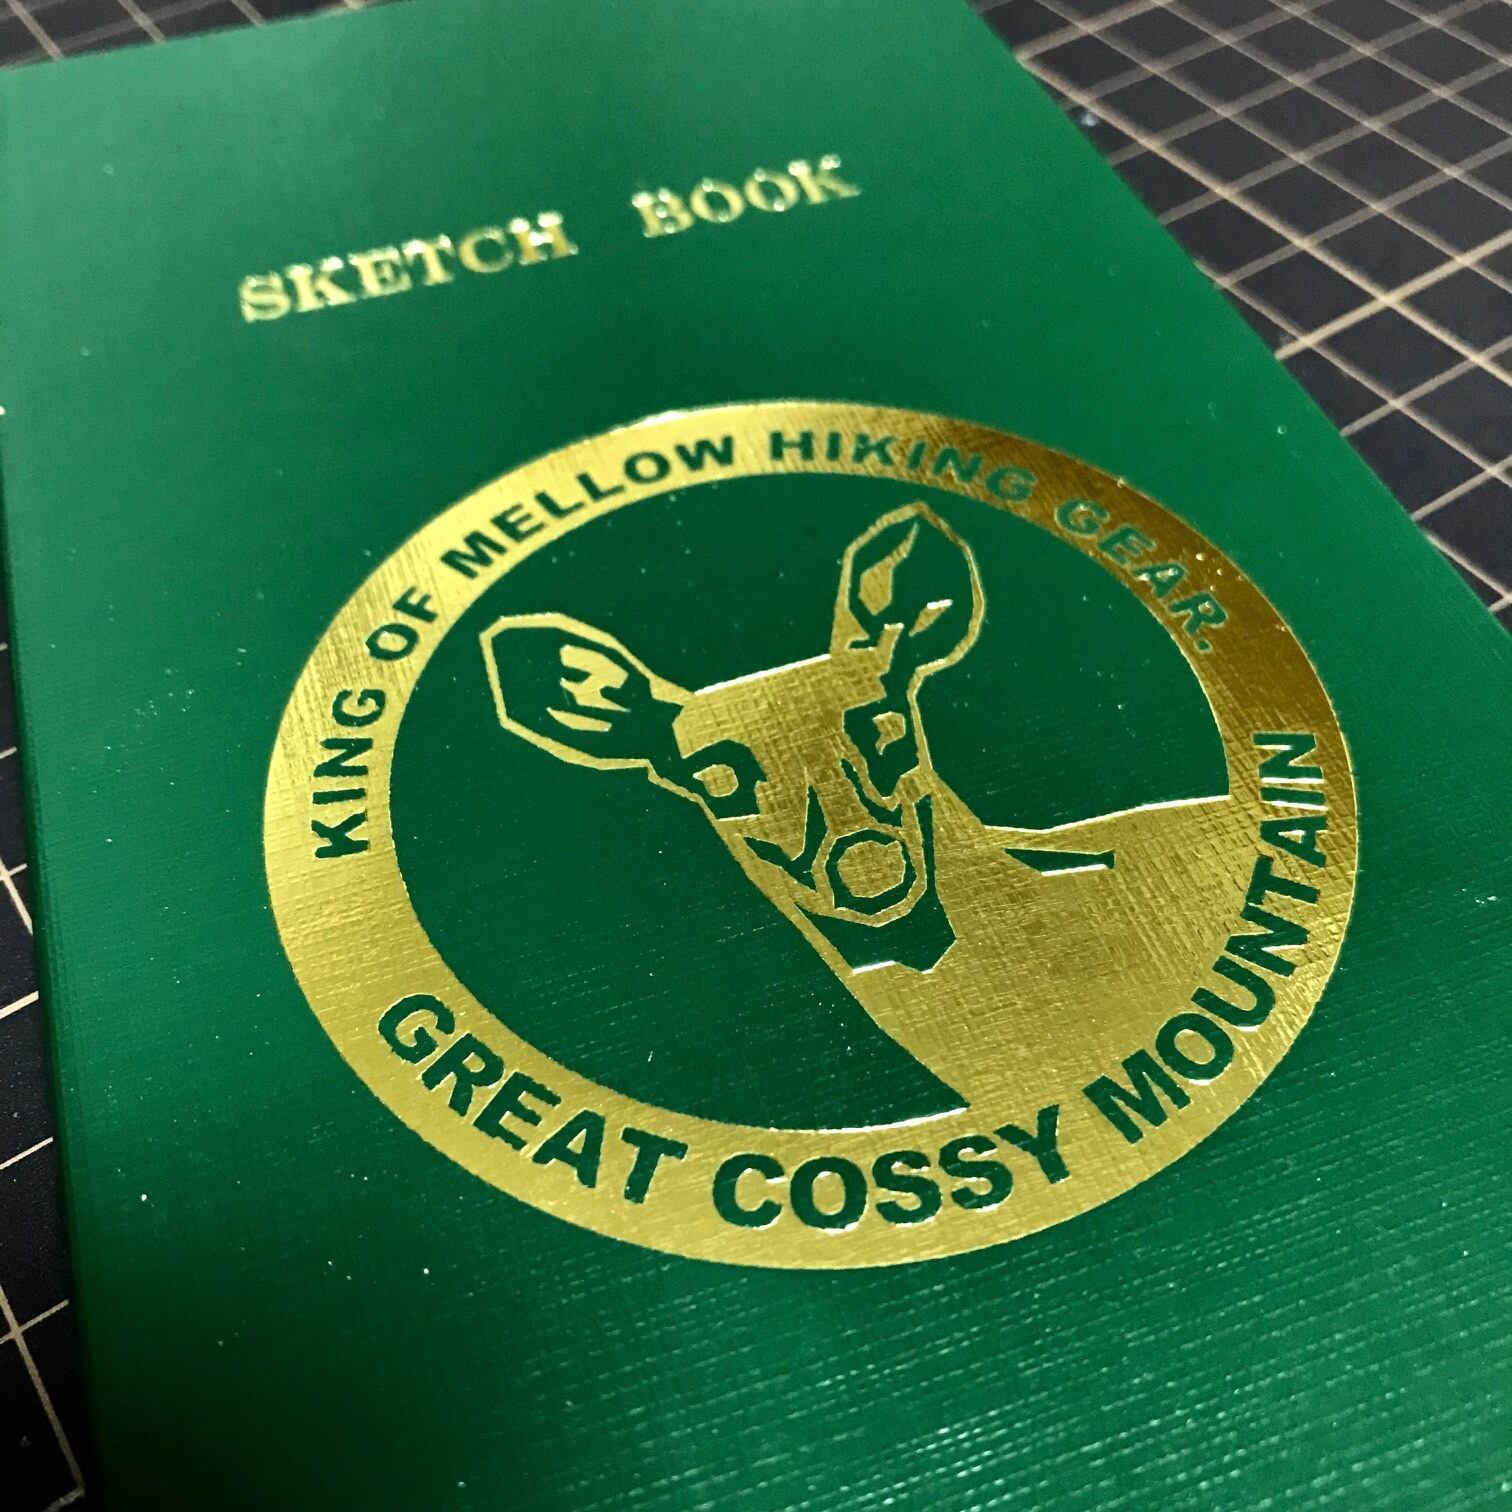 SKETCH BOOK
KING OF MELLOW HIKING GEAR.
GREAT COSSY MOUNTAIN